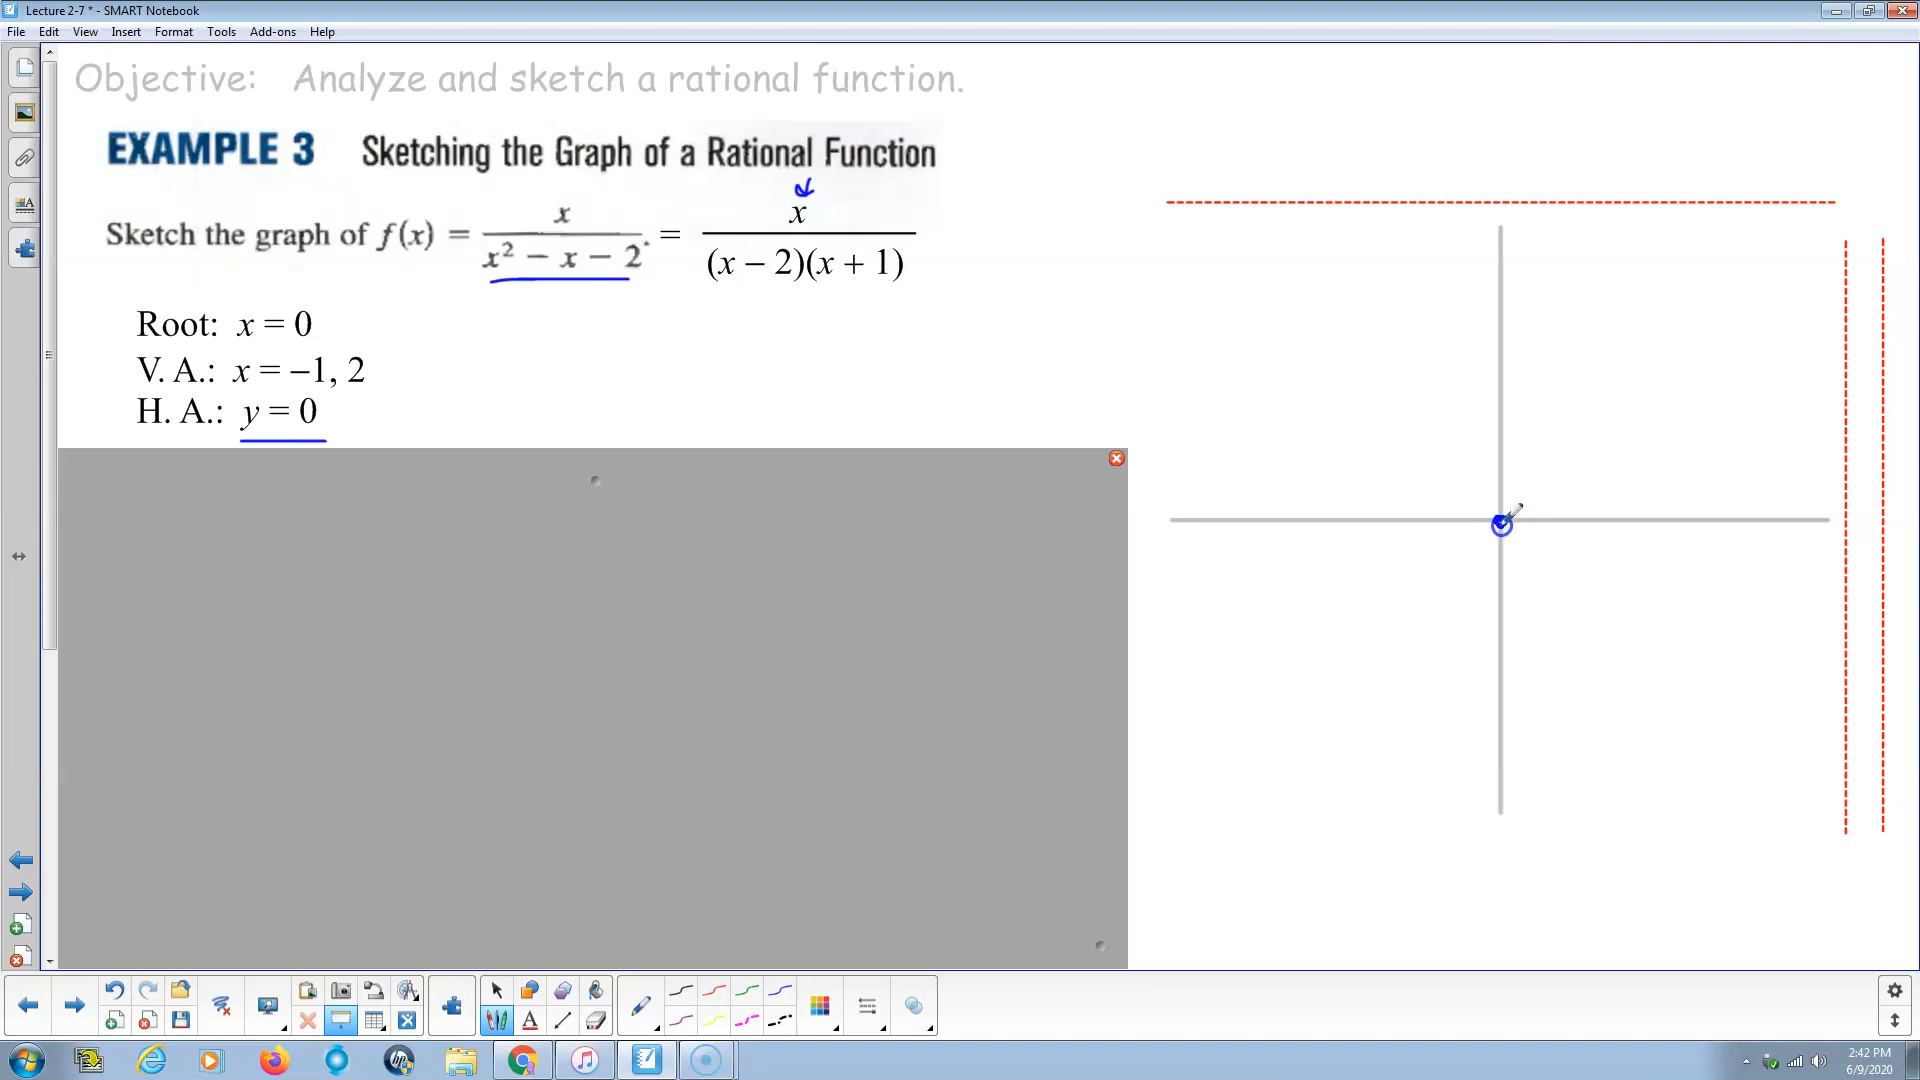 Lecture 2-7 * - SMART Notebook
File Edit View Insert Format Tools Add-ons Help
Objective: Analyze and sketch a rational function.
EXAMPLE 3 Sketching the Graph of a Rational Function
Sketch the graph of f(x) = x / (x² − x − 2). = x / ((x − 2)(x + 1))
Root: x = 0
V. A.: x = −1, 2
H. A.: y = 0
2:42 PM
6/9/2020